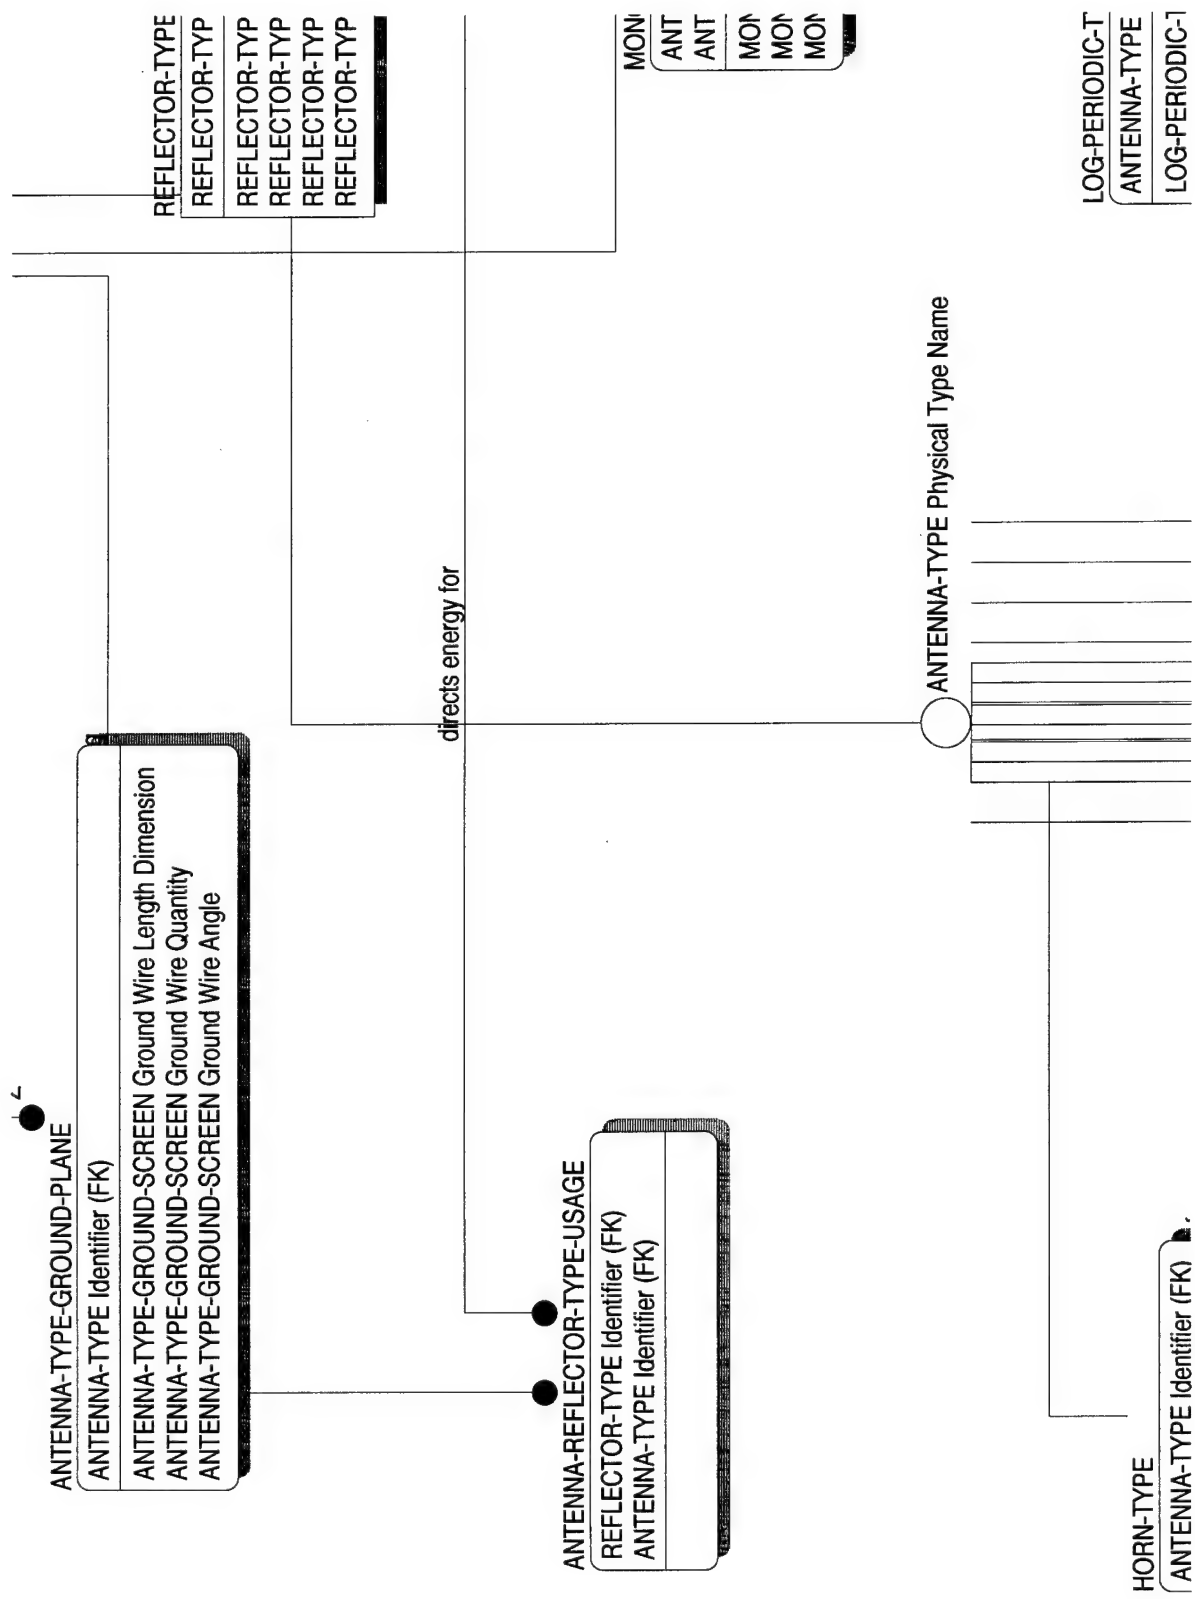 ANTENNA-TYPE-GROUND-PLANE
ANTENNA-TYPE Identifier (FK)
ANTENNA-TYPE-GROUND-SCREEN Ground Wire Length Dimension
ANTENNA-TYPE-GROUND-SCREEN Ground Wire Quantity
ANTENNA-TYPE-GROUND-SCREEN Ground Wire Angle
REFLECTOR-TYPE
REFLECTOR-TYP
REFLECTOR-TYP
REFLECTOR-TYP
REFLECTOR-TYP
REFLECTOR-TYP
directs energy for
ANTENNA-REFLECTOR-TYPE-USAGE
REFLECTOR-TYPE Identifier (FK)
ANTENNA-TYPE Identifier (FK)
ANT
ANT
ANTENNA-TYPE Physical Type Name
HORN-TYPE
ANTENNA-TYPE Identifier (FK)
LOG-PERIODIC-T
ANTENNA-TYPE
LOG-PERIODIC-T